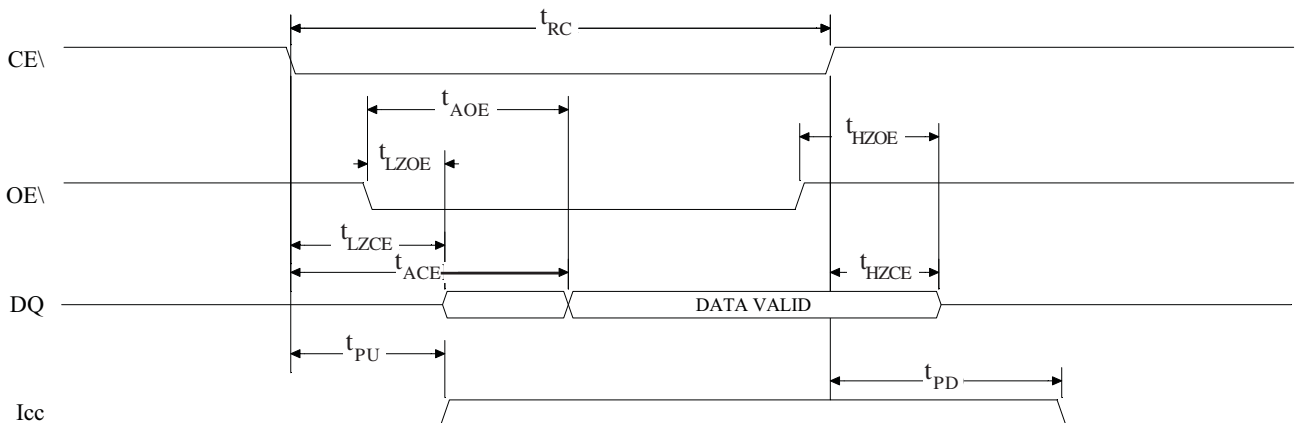 tRC
CE\
tAOE
tHZOE
tLZOE
OE\
tLZCE
tACE
tHZCE
DQ
DATA VALID
tPU
tPD
Icc